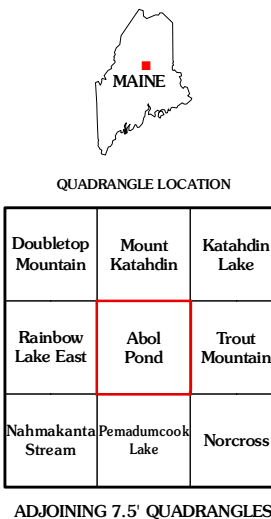 MAINE
QUADRANGLE LOCATION
Doubletop Mount Katahdin
Mountain Katahdin Lake
Rainbow Abol Trout
Lake East Pond Mountain
Nahmakanta Pemadumcook Norcross
Stream Lake
ADJOINING 7.5' QUADRANGLES